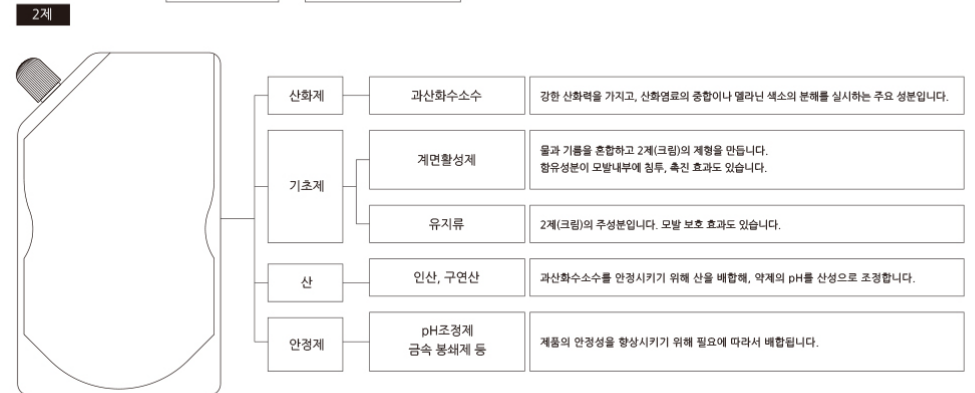 2제
산화제
과산화수소수
강한 산화력을 가지고, 산화염료의 중합이나 멜라닌 색소의 분해를 실시하는 주요 성분입니다.
기초제
계면활성제
물과 기름을 혼합하고 2제(크림)의 제형을 만듭니다.
함유성분이 모발내부에 침투, 촉진 효과도 있습니다.
유지류
2제(크림)의 주성분입니다. 모발 보호 효과도 있습니다.
산
인산, 구연산
과산화수소수를 안정시키기 위해 산을 배합해, 약제의 pH를 산성으로 조정합니다.
안정제
pH조정제
금속 봉쇄제 등
제품의 안정성을 향상시키기 위해 필요에 따라서 배합됩니다.